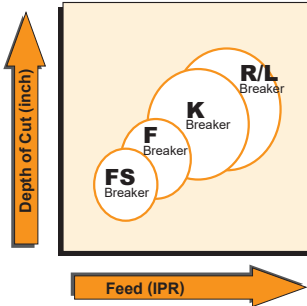 Depth of Cut (inch)
R/L
Breaker
K
Breaker
F
Breaker
FS
Breaker
Feed (IPR)